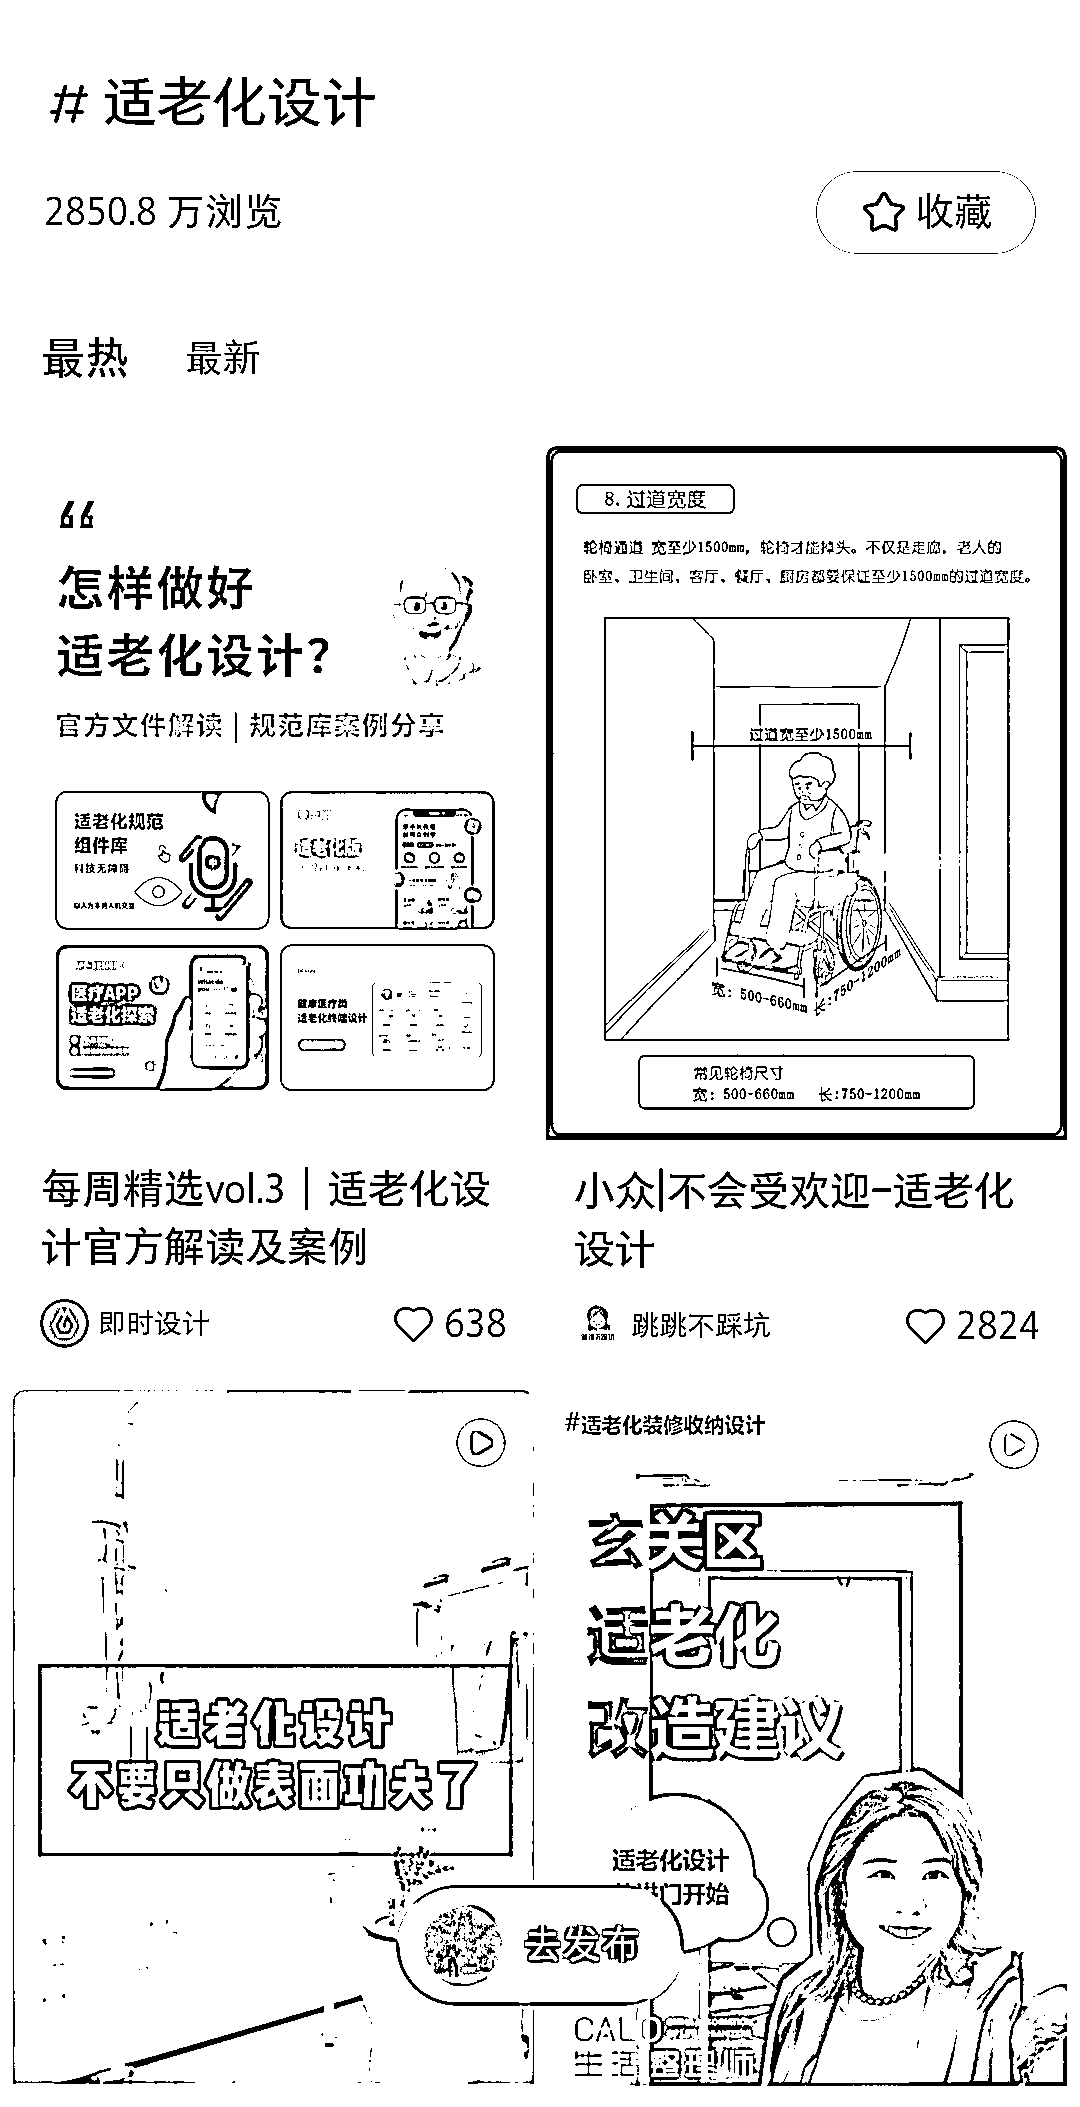 # 适老化设计
2850.8 万浏览
收藏
最热 最新
怎样做好
适老化设计?
官方文件解读 | 规范库案例分享
适老化规范
组件库
科技无障碍
适老化版
医疗APP
适老化探索
健康医疗类
适老化终端设计
8. 过道宽度
轮椅通道 宽至少1500mm, 轮椅才能掉头。不仅是走廊, 老人的
卧室、卫生间、客厅、餐厅、厨房都要保证至少1500mm的过道宽度。
过道宽至少1500mm
宽: 500-660mm
长:750-1200mm
常见轮椅尺寸
宽: 500-660mm 长:750-1200mm
每周精选vol.3 | 适老化设
计官方解读及案例
即时设计
638
小众|不会受欢迎-适老化
设计
跳跳不踩坑
2824
适老化设计
不要只做表面功夫了
#适老化装修收纳设计
玄关区
适老化
改造建议
适老化设计
门开始
去发布
CALO
生活整理师